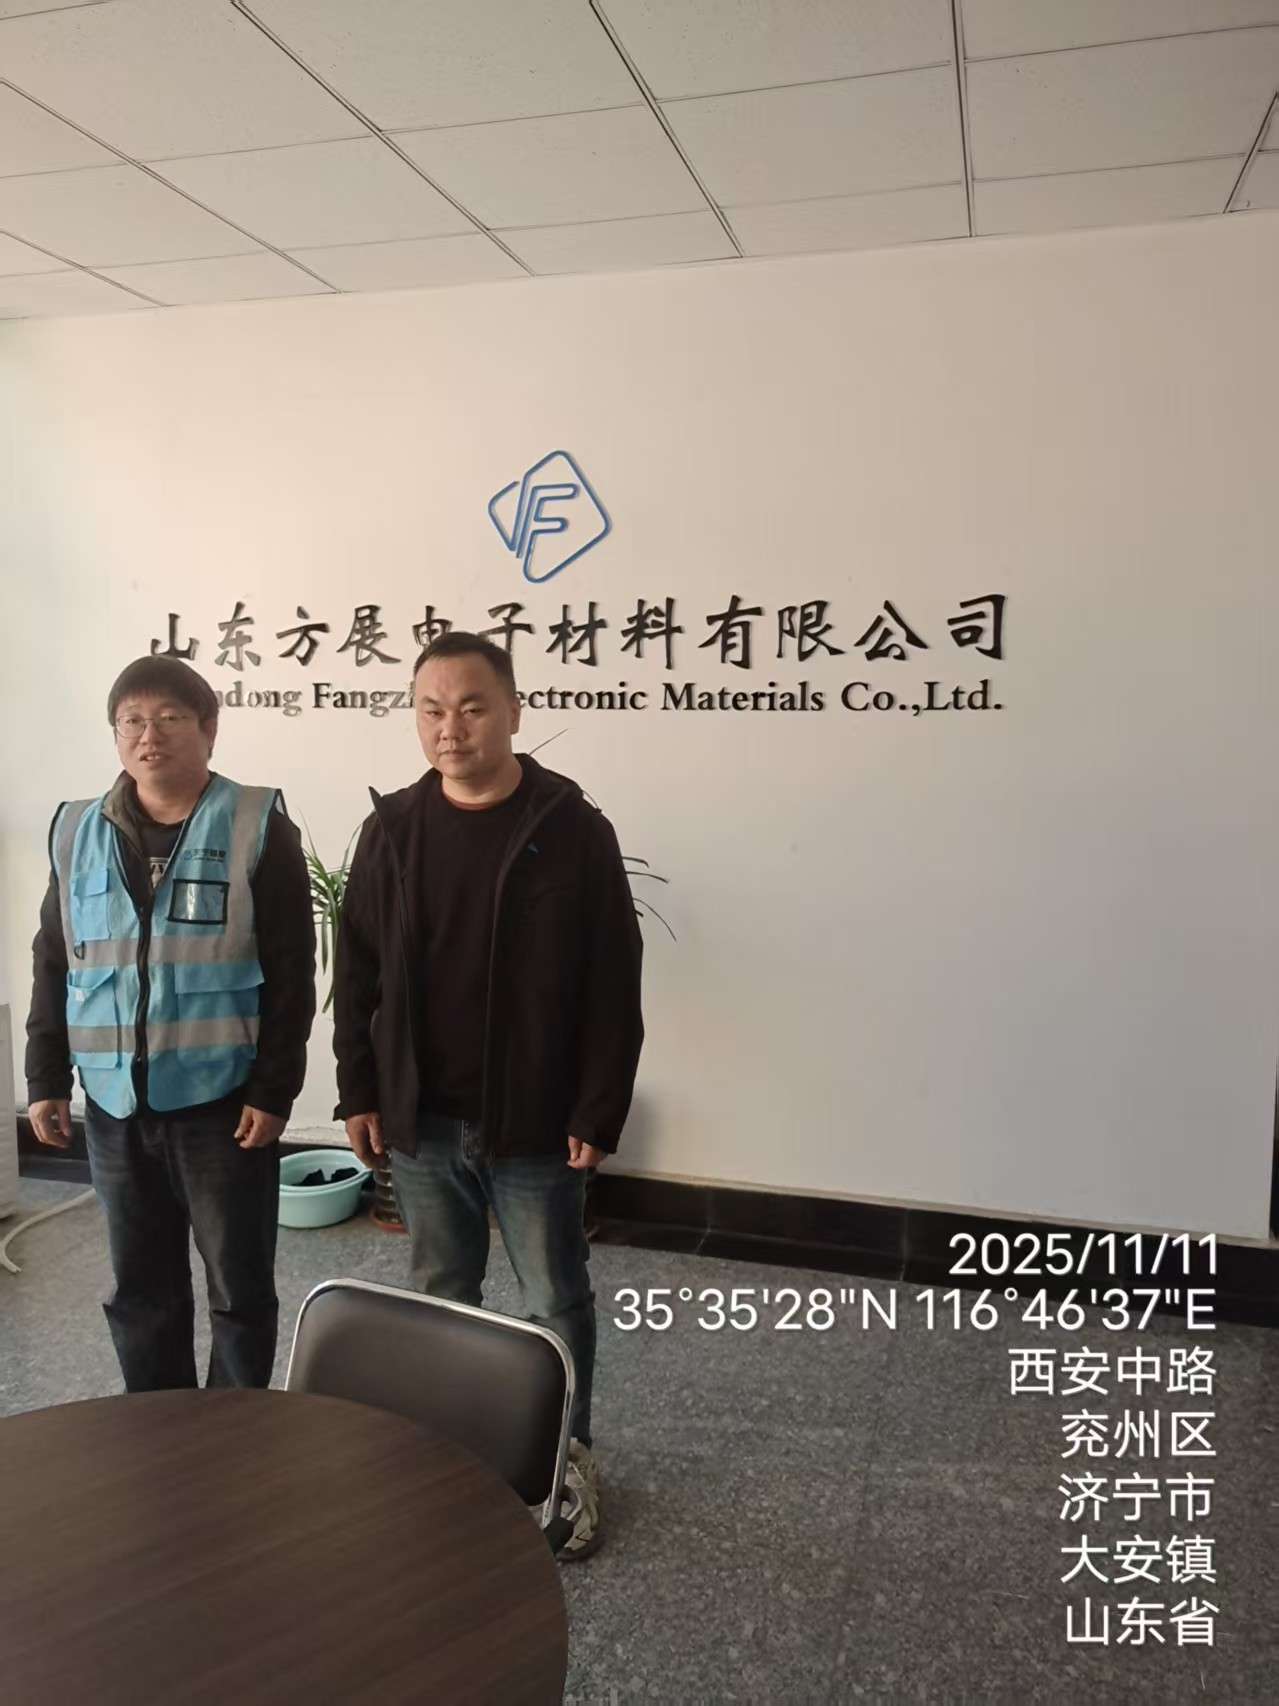 山东方展电子材料有限公司
ndong Fangz ectronic Materials Co.,Ltd.
2025/11/11
35°35'28"N 116°46'37"E
西安中路
兖州区
济宁市
大安镇
山东省